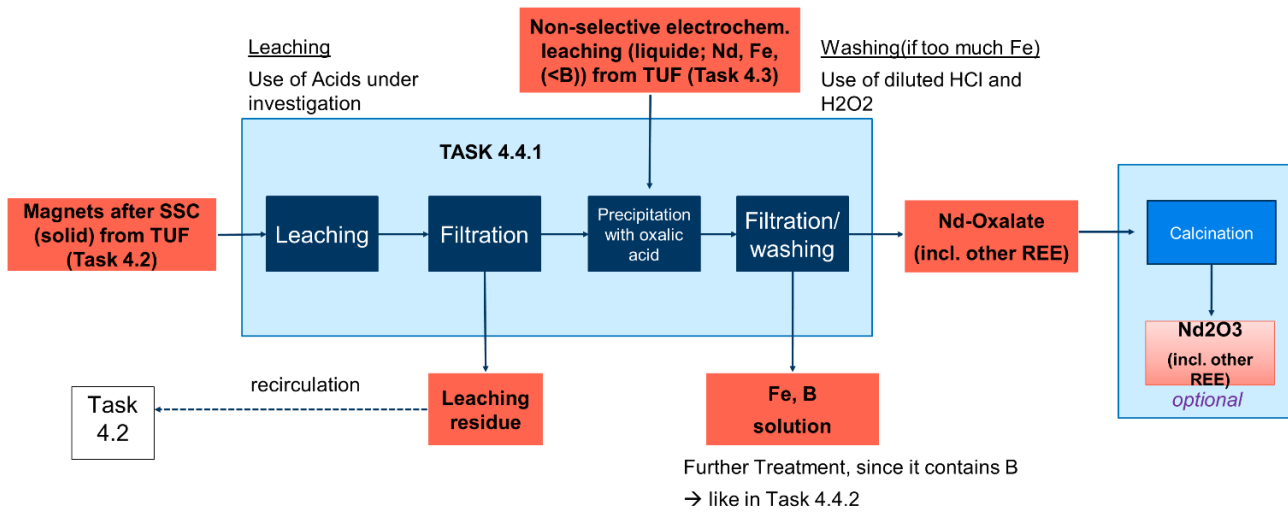 Leaching
Use of Acids under
investigation
Non-selective electrochem.
leaching (liquide; Nd, Fe,
(<B)) from TUF (Task 4.3)
Washing(if too much Fe)
Use of diluted HCl and
H2O2
TASK 4.4.1
Magnets after SSC
(solid) from TUF
(Task 4.2)
Leaching
Filtration
Precipitation
with oxalic
acid
Filtration/
washing
Nd-Oxalate
(incl. other REE)
Calcination
Nd2O3
(incl. other
REE)
optional
recirculation
Task
4.2
Leaching
residue
Fe, B
solution
Further Treatment, since it contains B
→ like in Task 4.4.2